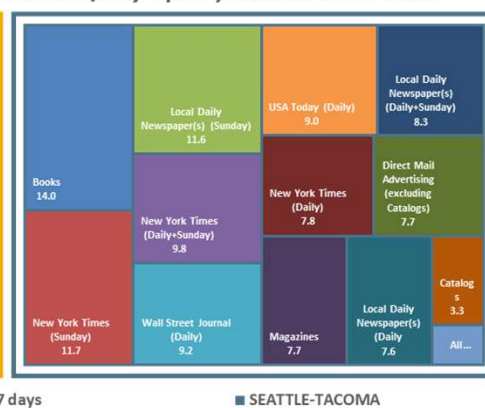 Books
14.0
New York Times
(Sunday)
11.7
Local Daily
Newspaper(s) (Sunday)
11.6
New York Times
(Daily+Sunday)
9.8
Wall Street Journal
(Daily)
9.2
USA Today (Daily)
9.0
Local Daily
Newspaper(s)
(Daily+Sunday)
8.3
New York Times
(Daily)
7.8
Direct Mail
Advertising
(excluding
Catalogs)
7.7
Magazines
7.7
Local Daily
Newspaper(s)
(Daily
7.6
Catalog
s
3.3
All...
7 days
SEATTLE-TACOMA